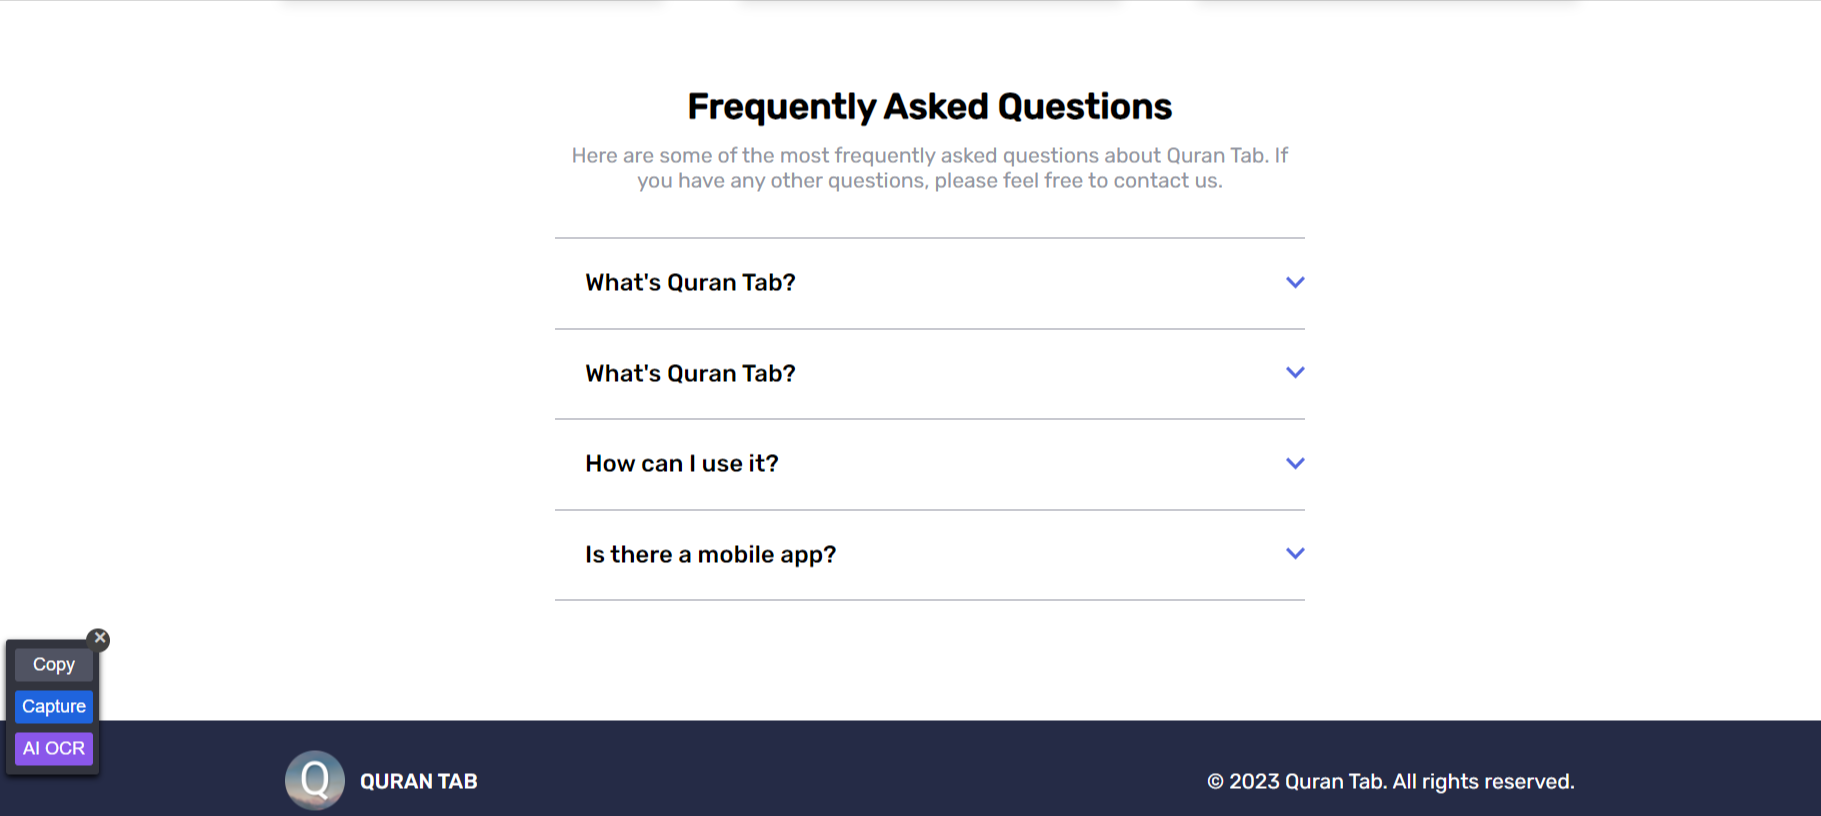 Frequently Asked Questions
Here are some of the most frequently asked questions about Quran Tab. If
you have any other questions, please feel free to contact us.
What's Quran Tab?
What's Quran Tab?
How can I use it?
Is there a mobile app?
Copy
Capture
AI OCR
Q QURAN TAB
© 2023 Quran Tab. All rights reserved.